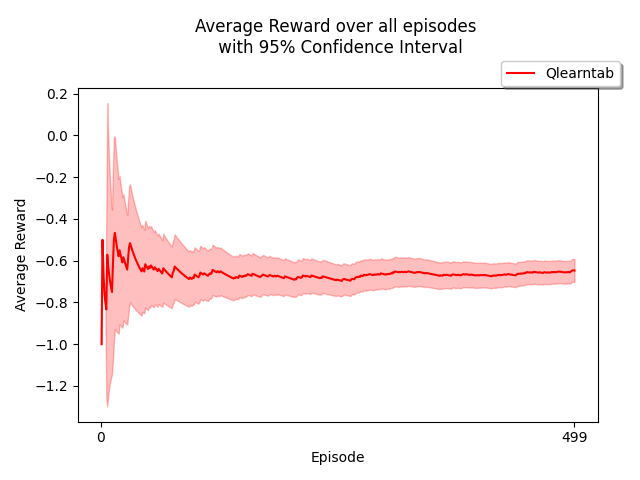 Average Reward over all episodes
with 95% Confidence Interval
Qlearntab
0.2
0.0
−0.2
−0.4
−0.6
−0.8
−1.0
−1.2
Average Reward
0
499
Episode